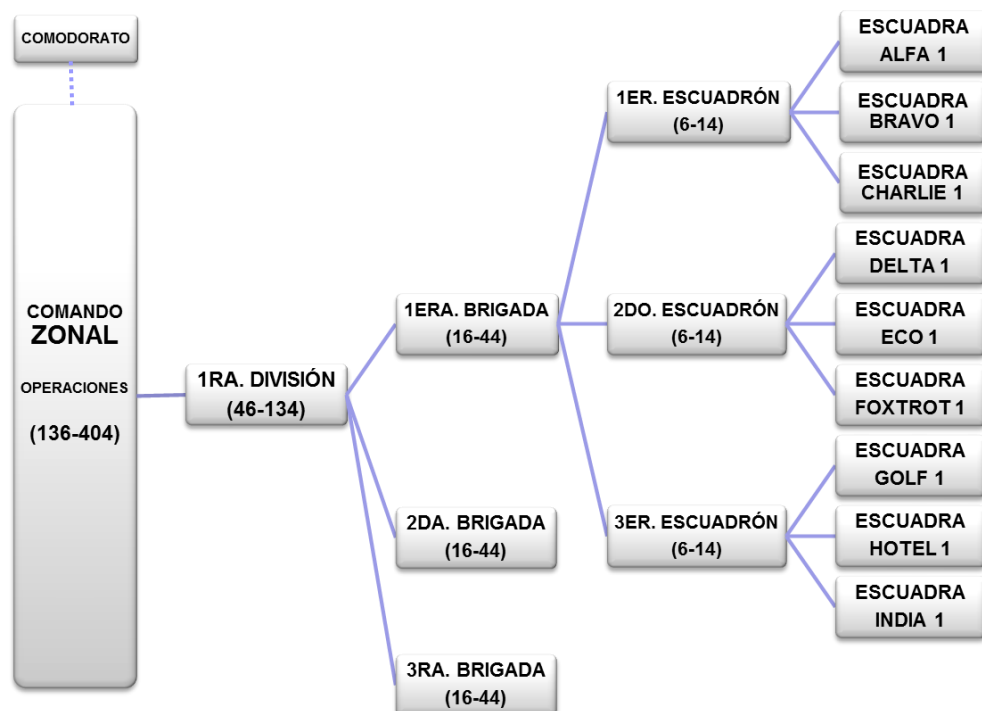 COMODORATO
COMANDO
ZONAL
OPERACIONES
(136-404)
1RA. DIVISIÓN
(46-134)
1ERA. BRIGADA
(16-44)
2DA. BRIGADA
(16-44)
3RA. BRIGADA
(16-44)
1ER. ESCUADRÓN
(6-14)
2DO. ESCUADRÓN
(6-14)
3ER. ESCUADRÓN
(6-14)
ESCUADRA
ALFA 1
ESCUADRA
BRAVO 1
ESCUADRA
CHARLIE 1
ESCUADRA
DELTA 1
ESCUADRA
ECO 1
ESCUADRA
FOXTROT 1
ESCUADRA
GOLF 1
ESCUADRA
HOTEL 1
ESCUADRA
INDIA 1